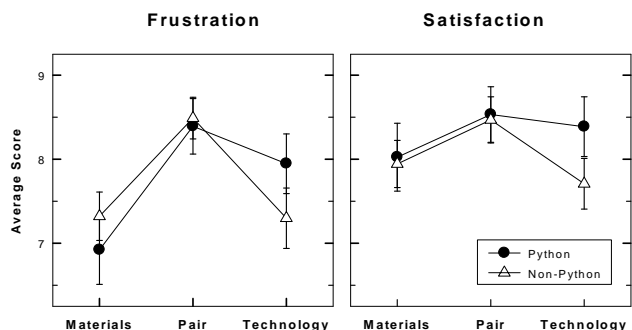 Frustration
Satisfaction
Average Score
9
8
7
Python
Non-Python
Materials
Pair
Technology
Materials
Pair
Technology